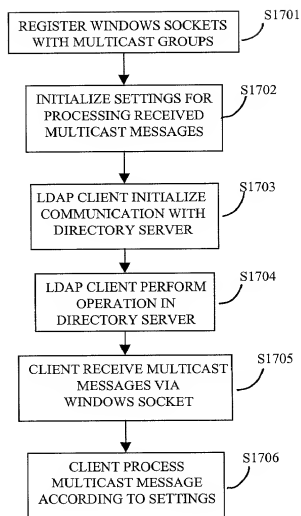 S1701
REGISTER WINDOWS SOCKETS
WITH MULTICAST GROUPS
S1702
INITIALIZE SETTINGS FOR
PROCESSING RECEIVED
MULTICAST MESSAGES
S1703
LDAP CLIENT INITIALIZE
COMMUNICATION WITH
DIRECTORY SERVER
S1704
LDAP CLIENT PERFORM
OPERATION IN
DIRECTORY SERVER
S1705
CLIENT RECEIVE MULTICAST
MESSAGES VIA
WINDOWS SOCKET
S1706
CLIENT PROCESS
MULTICAST MESSAGE
ACCORDING TO SETTINGS